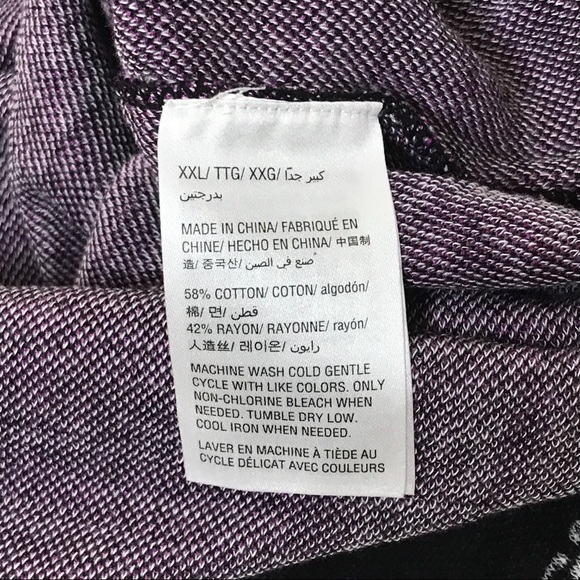 XXL/ TTG/ XXG/ كبير جدًا
بدرجتين
MADE IN CHINA/ FABRIQUÉ EN
CHINE/ HECHO EN CHINA/ 中国制
造/ 중국산/ صنع في الصين
58% COTTON/ COTON/ algodón/
棉/ 면/ قطن
42% RAYON/ RAYONNE/ rayón/
人造丝/ 레이온/ رايون
MACHINE WASH COLD GENTLE
CYCLE WITH LIKE COLORS. ONLY
NON-CHLORINE BLEACH WHEN
NEEDED. TUMBLE DRY LOW.
COOL IRON WHEN NEEDED.
LAVER EN MACHINE À TIÈDE AU
CYCLE DÉLICAT AVEC COULEURS